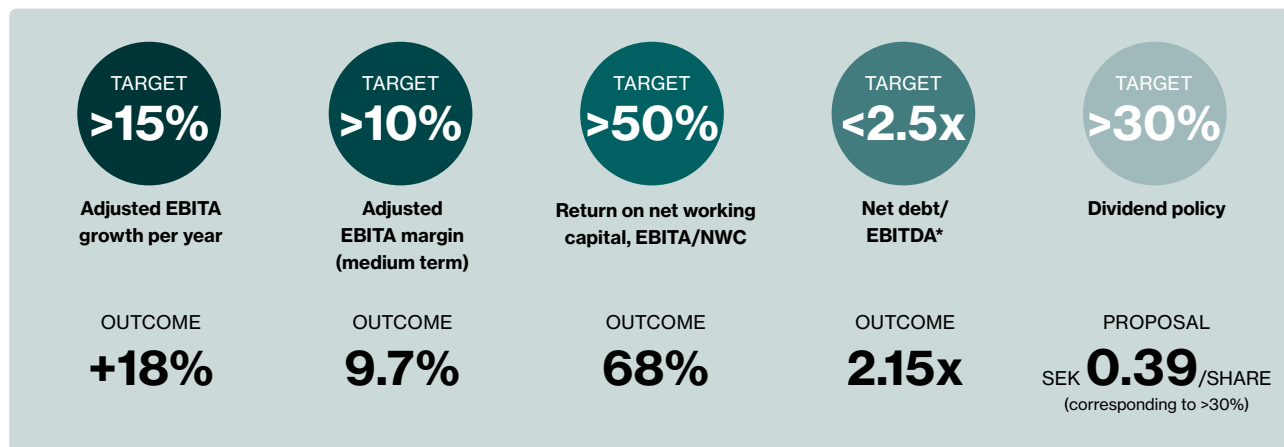 TARGET
>15%
Adjusted EBITA
growth per year
OUTCOME
+18%
TARGET
>10%
Adjusted
EBITA margin
(medium term)
OUTCOME
9.7%
TARGET
>50%
Return on net working
capital, EBITA/NWC
OUTCOME
68%
TARGET
<2.5x
Net debt/
EBITDA*
OUTCOME
2.15x
TARGET
>30%
Dividend policy
PROPOSAL
SEK 0.39/SHARE
(corresponding to >30%)